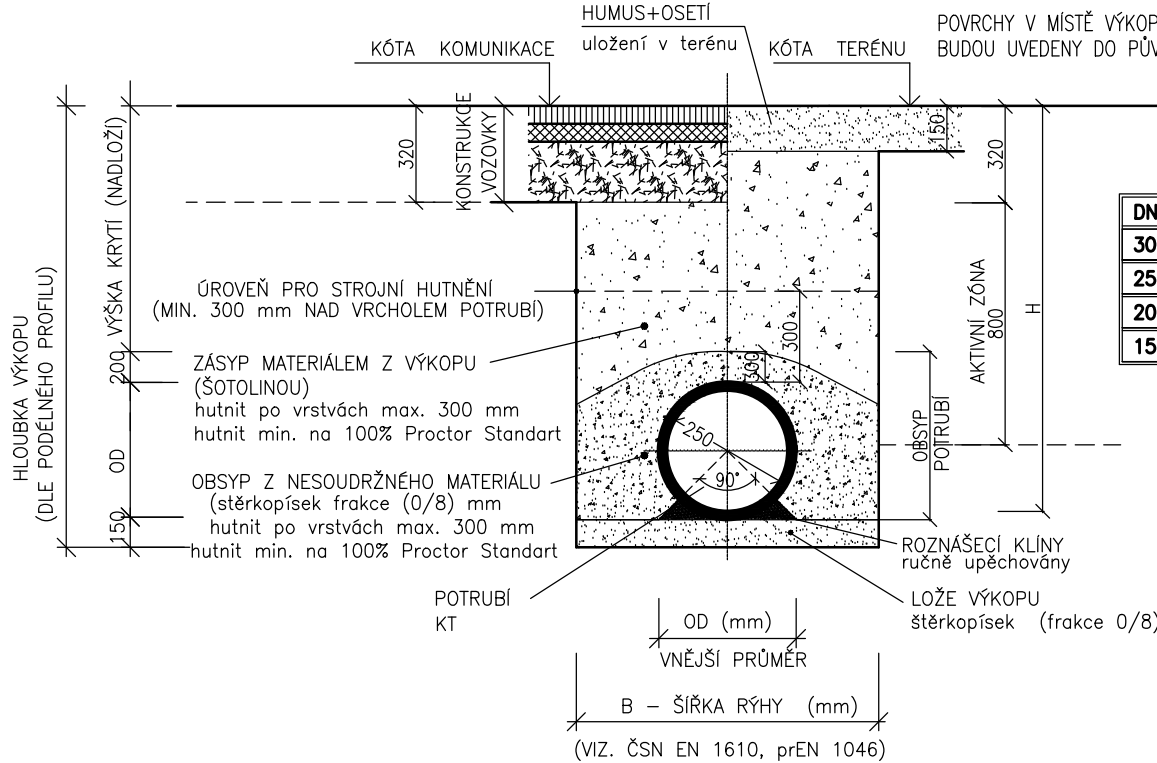 HUMUS+OSETÍ
uložení v terénu
POVRCHY V MÍSTĚ VÝKOP
BUDOU UVEDENY DO PŮV
KÓTA KOMUNIKACE
KÓTA TERÉNU
HLOUBKA VÝKOPU
(DLE PODÉLNÉHO PROFILU)
VÝŠKA KRYTÍ (NADLOŽÍ)
200
OD
150
320
KONSTRUKCE
VOZOVKY
150
320
AKTIVNÍ ZÓNA
800
H
DN
30
25
20
15
ÚROVEŇ PRO STROJNÍ HUTNĚNÍ
(MIN. 300 mm NAD VRCHOLEM POTRUBÍ)
300
300
ZÁSYP MATERIÁLEM Z VÝKOPU
(ŠOTOLINOU)
hutnit po vrstvách max. 300 mm
hutnit min. na 100% Proctor Standart
OBSYP
POTRUBÍ
250
90°
OBSYP Z NESOUDRŽNÉHO MATERIÁLU
(stěrkopísek frakce (0/8) mm
hutnit po vrstvách max. 300 mm
hutnit min. na 100% Proctor Standart
ROZNÁŠECÍ KLÍNY
ručně upěchovány
POTRUBÍ
KT
LOŽE VÝKOPU
štěrkopísek (frakce 0/8)
OD (mm)
VNĚJŠÍ PRŮMĚR
B – ŠÍŘKA RÝHY (mm)
(VIZ. ČSN EN 1610, prEN 1046)